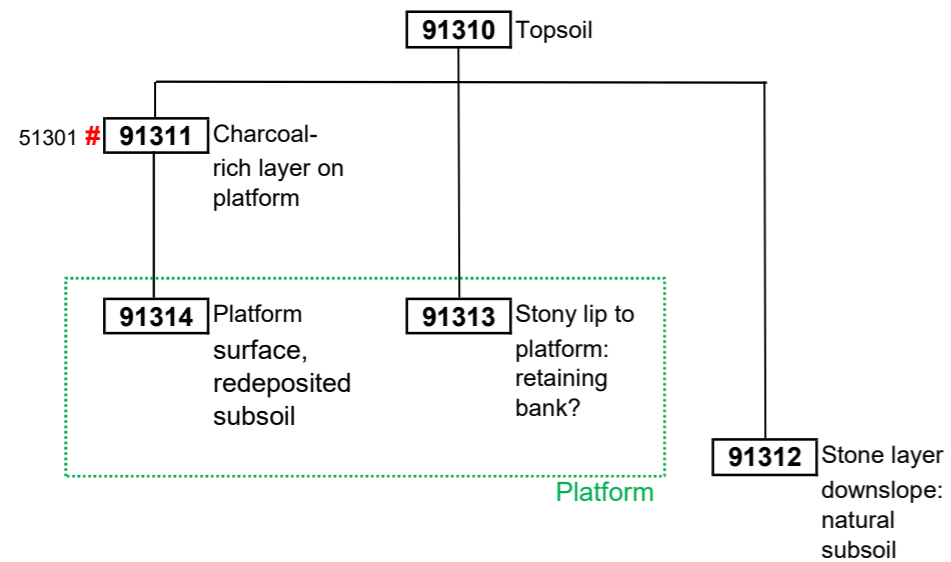 91310 Topsoil
51301 # 91311 Charcoal-
rich layer on
platform
91314 Platform
surface,
redeposited
subsoil
91313 Stony lip to
platform:
retaining
bank?
91312 Stone layer
downslope:
natural
subsoil
Platform